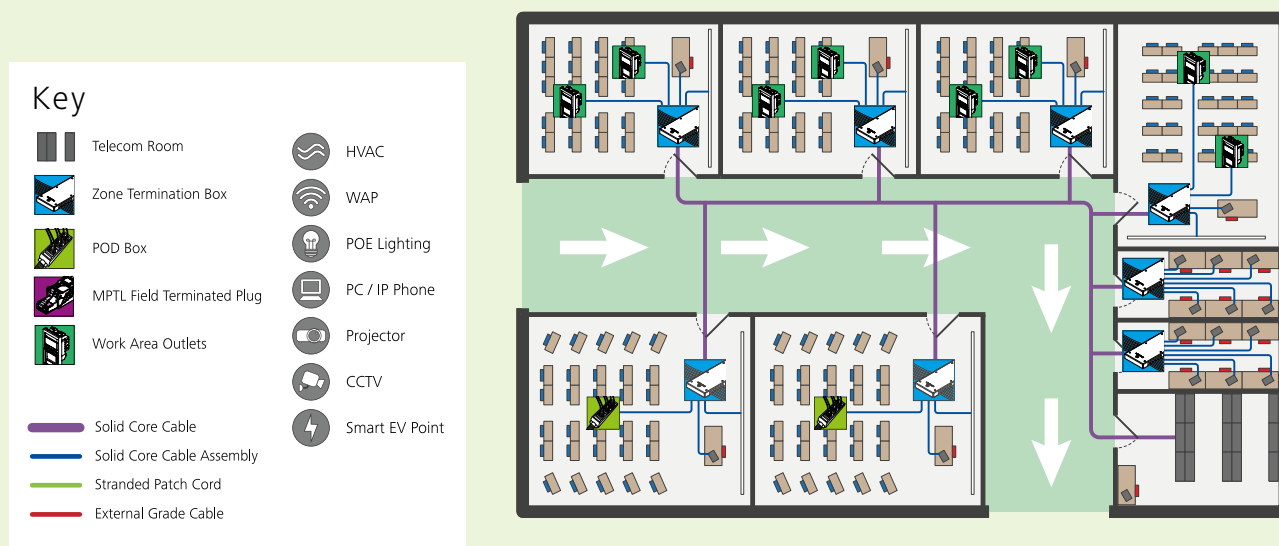 Key
Telecom Room
Zone Termination Box
POD Box
MPTL Field Terminated Plug
Work Area Outlets
Solid Core Cable
Solid Core Cable Assembly
Stranded Patch Cord
External Grade Cable
HVAC
WAP
POE Lighting
PC / IP Phone
Projector
CCTV
Smart EV Point